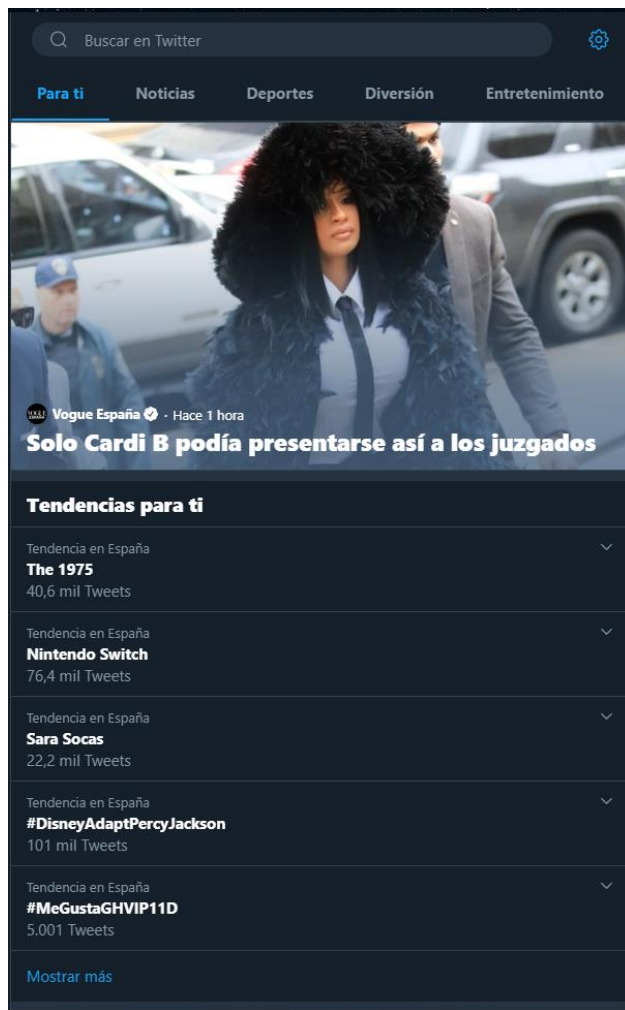 Buscar en Twitter
Para ti Noticias Deportes Diversión Entretenimiento
Vogue España · Hace 1 hora
Solo Cardi B podía presentarse así a los juzgados
Tendencias para ti
Tendencia en España
The 1975
40,6 mil Tweets
Tendencia en España
Nintendo Switch
76,4 mil Tweets
Tendencia en España
Sara Socas
22,2 mil Tweets
Tendencia en España
#DisneyAdaptPercyJackson
101 mil Tweets
Tendencia en España
#MeGustaGHVIP11D
5.001 Tweets
Mostrar más